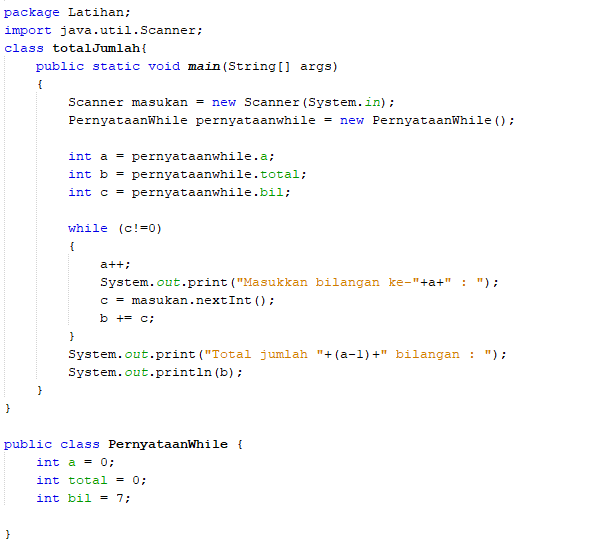 package Latihan;
import java.util.Scanner;
class totalJumlah{
    public static void main(String[] args)
    {
        Scanner masukan = new Scanner(System.in);
        PernyataanWhile pernyataanwhile = new PernyataanWhile();

        int a = pernyataanwhile.a;
        int b = pernyataanwhile.total;
        int c = pernyataanwhile.bil;

        while (c!=0)
        {
            a++;
            System.out.print("Masukkan bilangan ke-"+a+" : ");
            c = masukan.nextInt();
            b += c;
        }
        System.out.print("Total jumlah "+(a-1)+" bilangan : ");
        System.out.println(b);
    }
}

public class PernyataanWhile {
    int a = 0;
    int total = 0;
    int bil = 7;

}